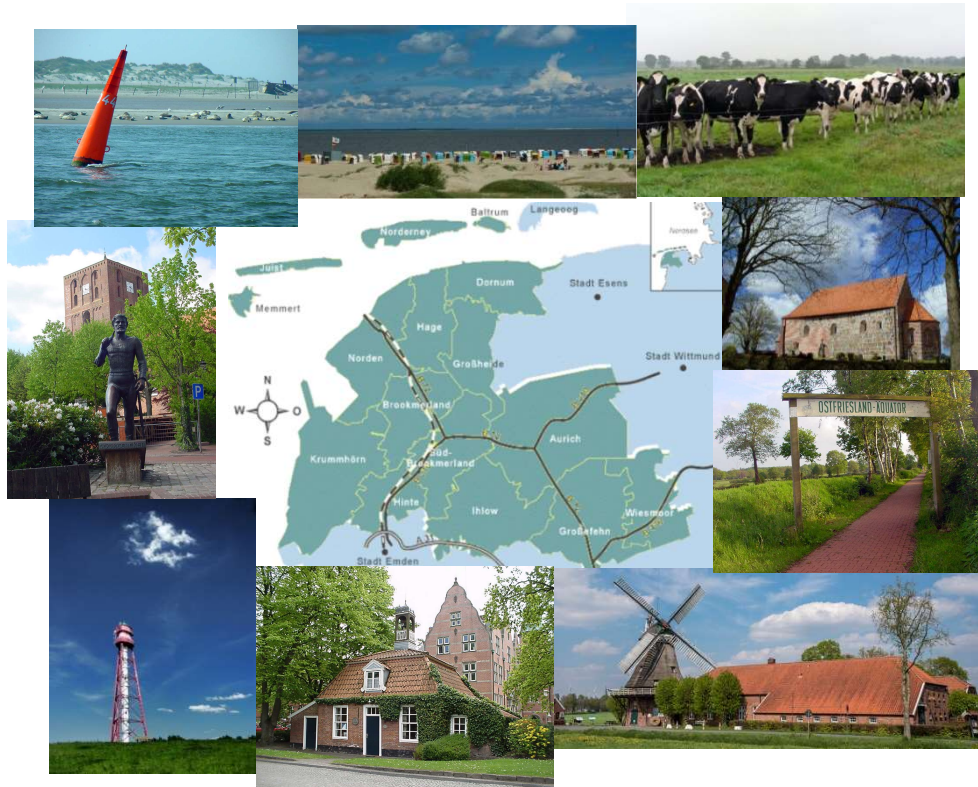 44
Langeoog
Baltrum
Norderney
Juist
Memmert
Nordsee
Dornum
Stadt Esens
Hage
Norden
Großheide
Stadt Wittmund
N
W
O
S
Brookmerland
Aurich
Süd-
Brookmerland
Krummhörn
Hinte
Ihlow
Wiesmoor
Großefehn
A31
Stadt Emden
P
OSTFRIESLAND-ÄQUATOR